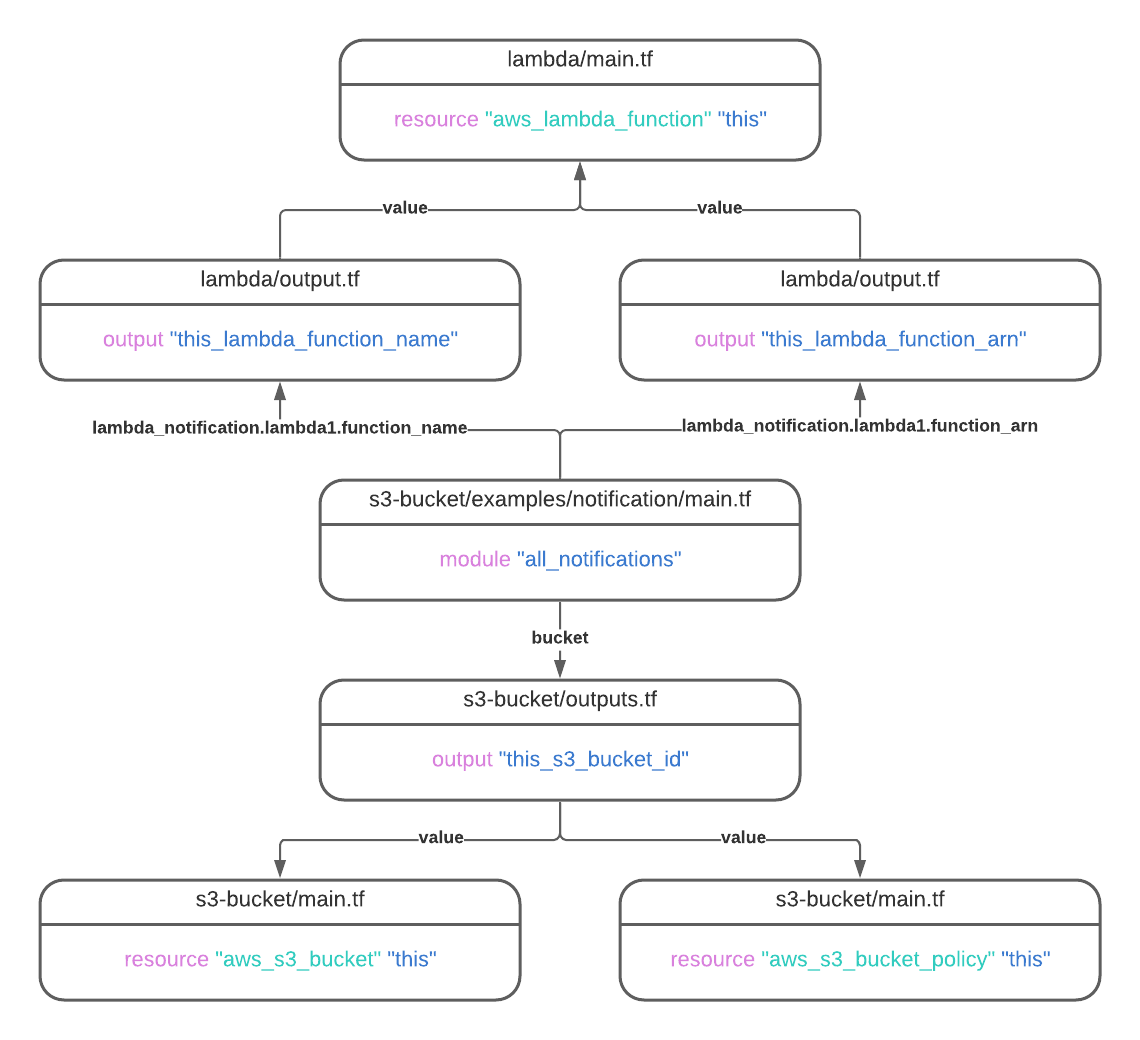 lambda/main.tf
resource "aws_lambda_function" "this"
value
value
lambda/output.tf
output "this_lambda_function_name"
lambda/output.tf
output "this_lambda_function_arn"
lambda_notification.lambda1.function_name
lambda_notification.lambda1.function_arn
s3-bucket/examples/notification/main.tf
module "all_notifications"
bucket
s3-bucket/outputs.tf
output "this_s3_bucket_id"
value
value
s3-bucket/main.tf
resource "aws_s3_bucket" "this"
s3-bucket/main.tf
resource "aws_s3_bucket_policy" "this"